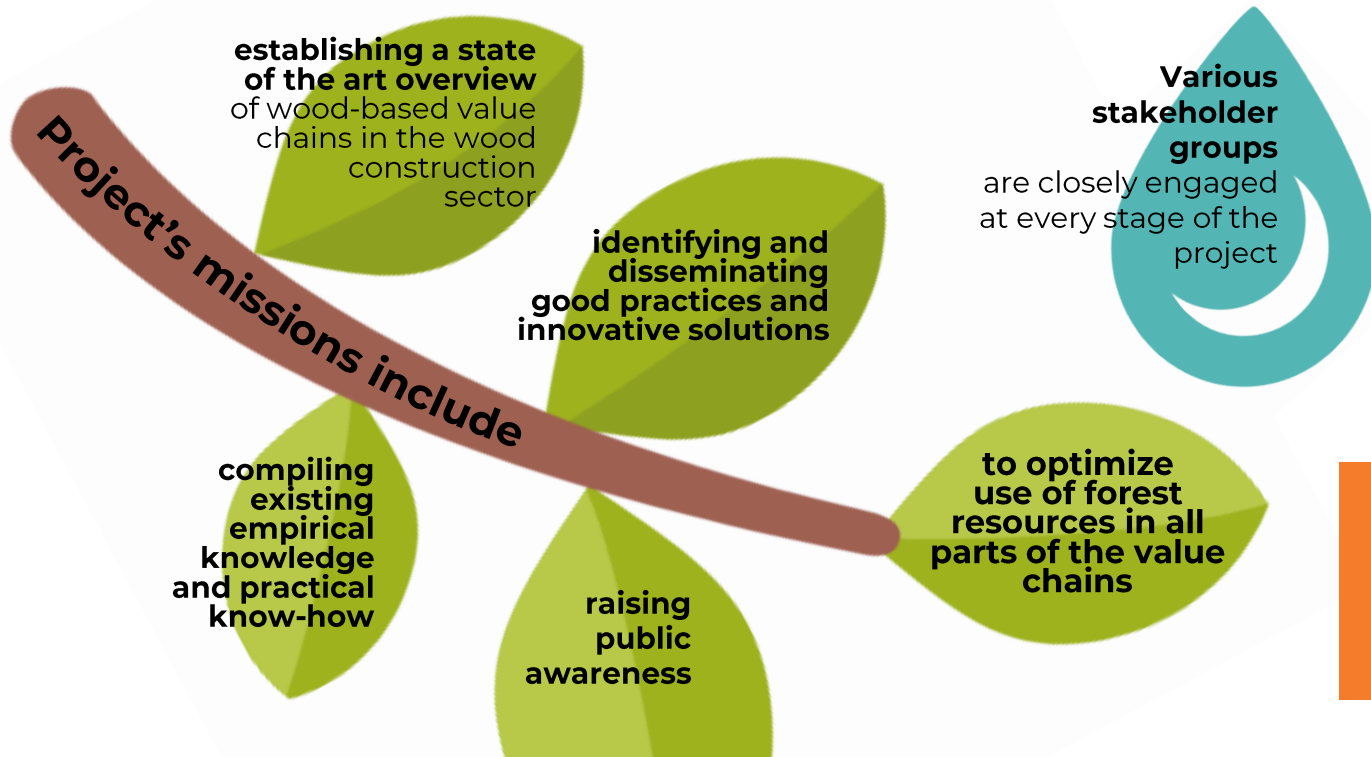 Project’s missions include
establishing a state
of the art overview
of wood-based value
chains in the wood
construction
sector
identifying and
disseminating
good practices and
innovative solutions
Various
stakeholder
groups
are closely engaged
at every stage of the
project
compiling
existing
empirical
knowledge
and practical
know-how
raising
public
awareness
to optimize
use of forest
resources in all
parts of the value
chains